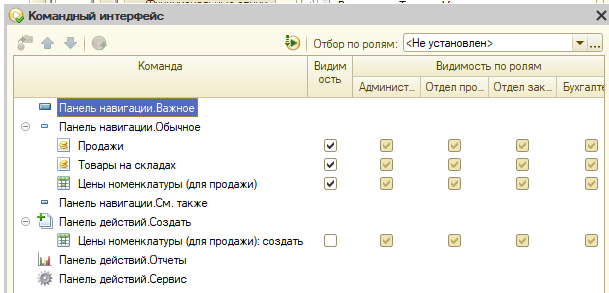 Командный интерфейс
Отбор по ролям: <Не установлен>
Команда
Видим
ость
Видимость по ролям
Админист...
Отдел про...
Отдел зак...
Бухгалте
Панель навигации.Важное
Панель навигации.Обычное
Продажи
Товары на складах
Цены номенклатуры (для продажи)
Панель навигации.См. также
Панель действий.Создать
Цены номенклатуры (для продажи): создать
Панель действий.Отчеты
Панель действий.Сервис